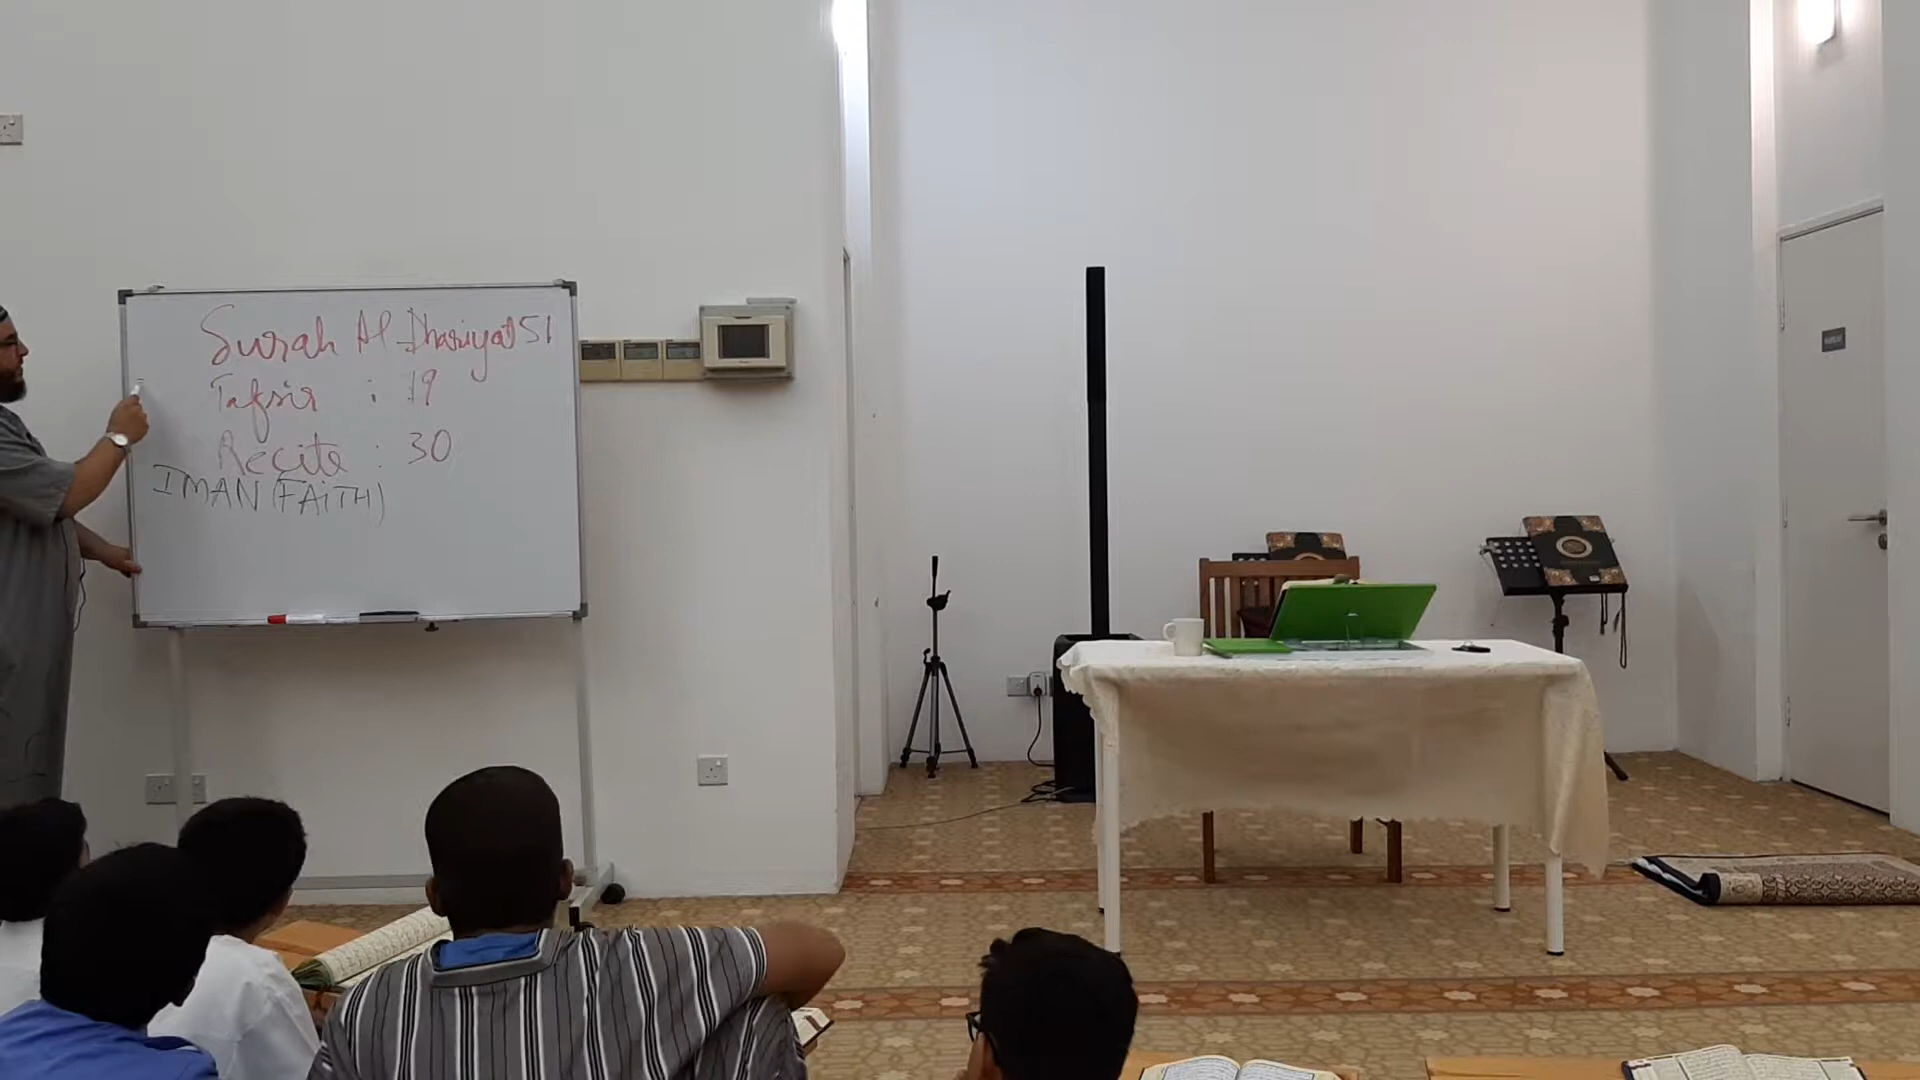 Surah Al Dhariyat 51
Tafsir : 19
Recite : 30
IMAN (FAITH)